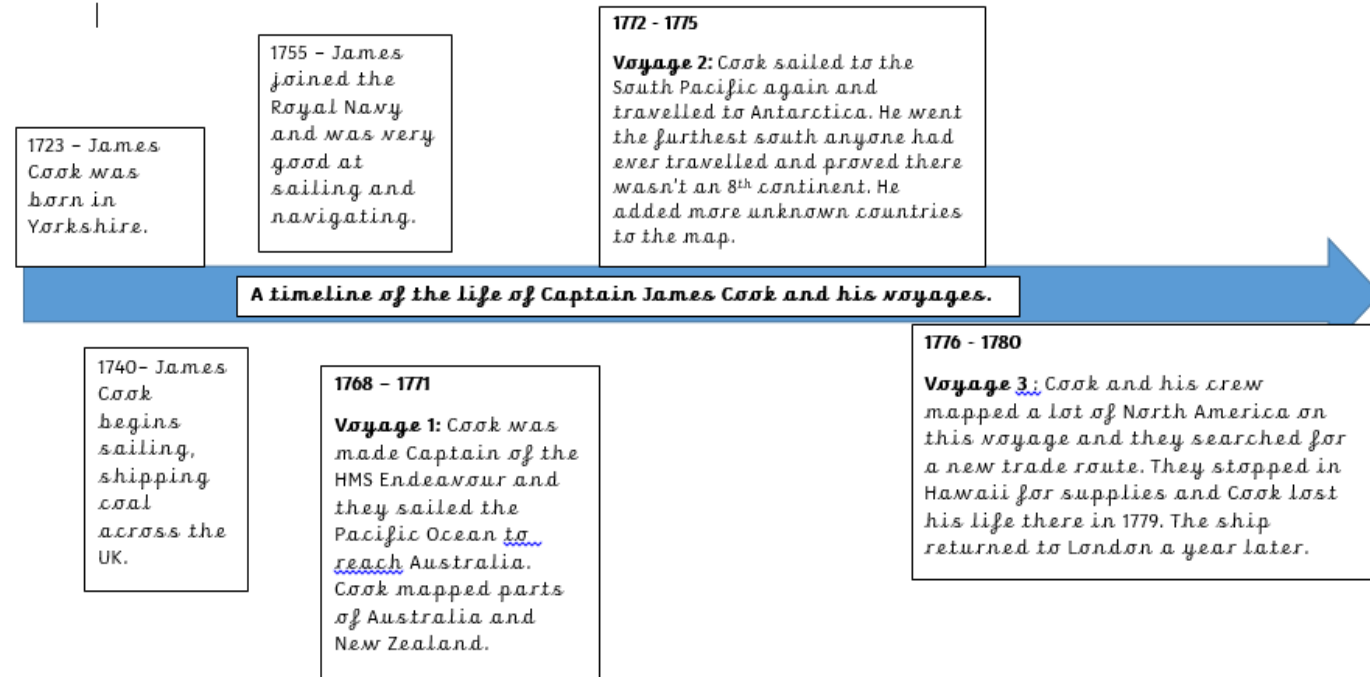 1723 – James
Cook was
born in
Yorkshire.
1755 – James
joined the
Royal Navy
and was very
good at
sailing and
navigating.
1772 - 1775
Voyage 2: Cook sailed to the
South Pacific again and
travelled to Antarctica. He went
the furthest south anyone had
ever travelled and proved there
wasn't an 8th continent. He
added more unknown countries
to the map.
A timeline of the life of Captain James Cook and his voyages.
1740– James
Cook
begins
sailing,
shipping
coal
across the
UK.
1768 – 1771
Voyage 1: Cook was
made Captain of the
HMS Endeavour and
they sailed the
Pacific Ocean to
reach Australia.
Cook mapped parts
of Australia and
New Zealand.
1776 - 1780
Voyage 3 : Cook and his crew
mapped a lot of North America on
this voyage and they searched for
a new trade route. They stopped in
Hawaii for supplies and Cook lost
his life there in 1779. The ship
returned to London a year later.